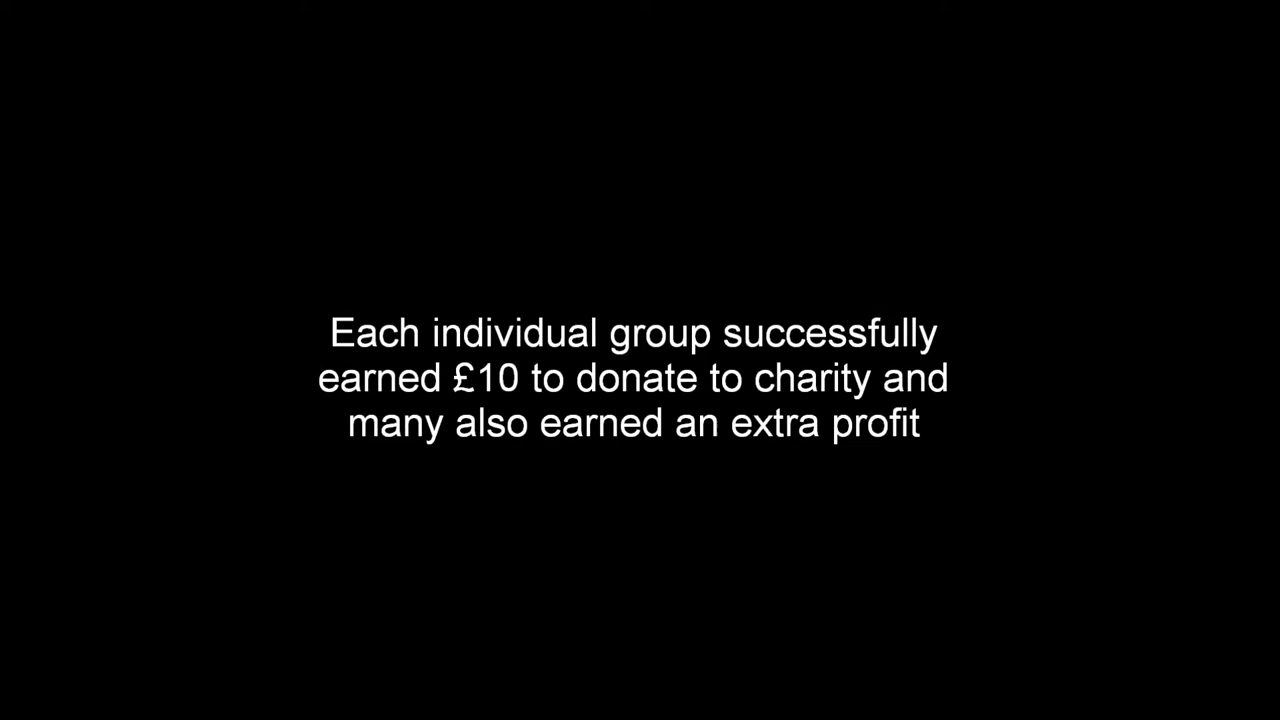 Each individual group successfully
earned £10 to donate to charity and
many also earned an extra profit